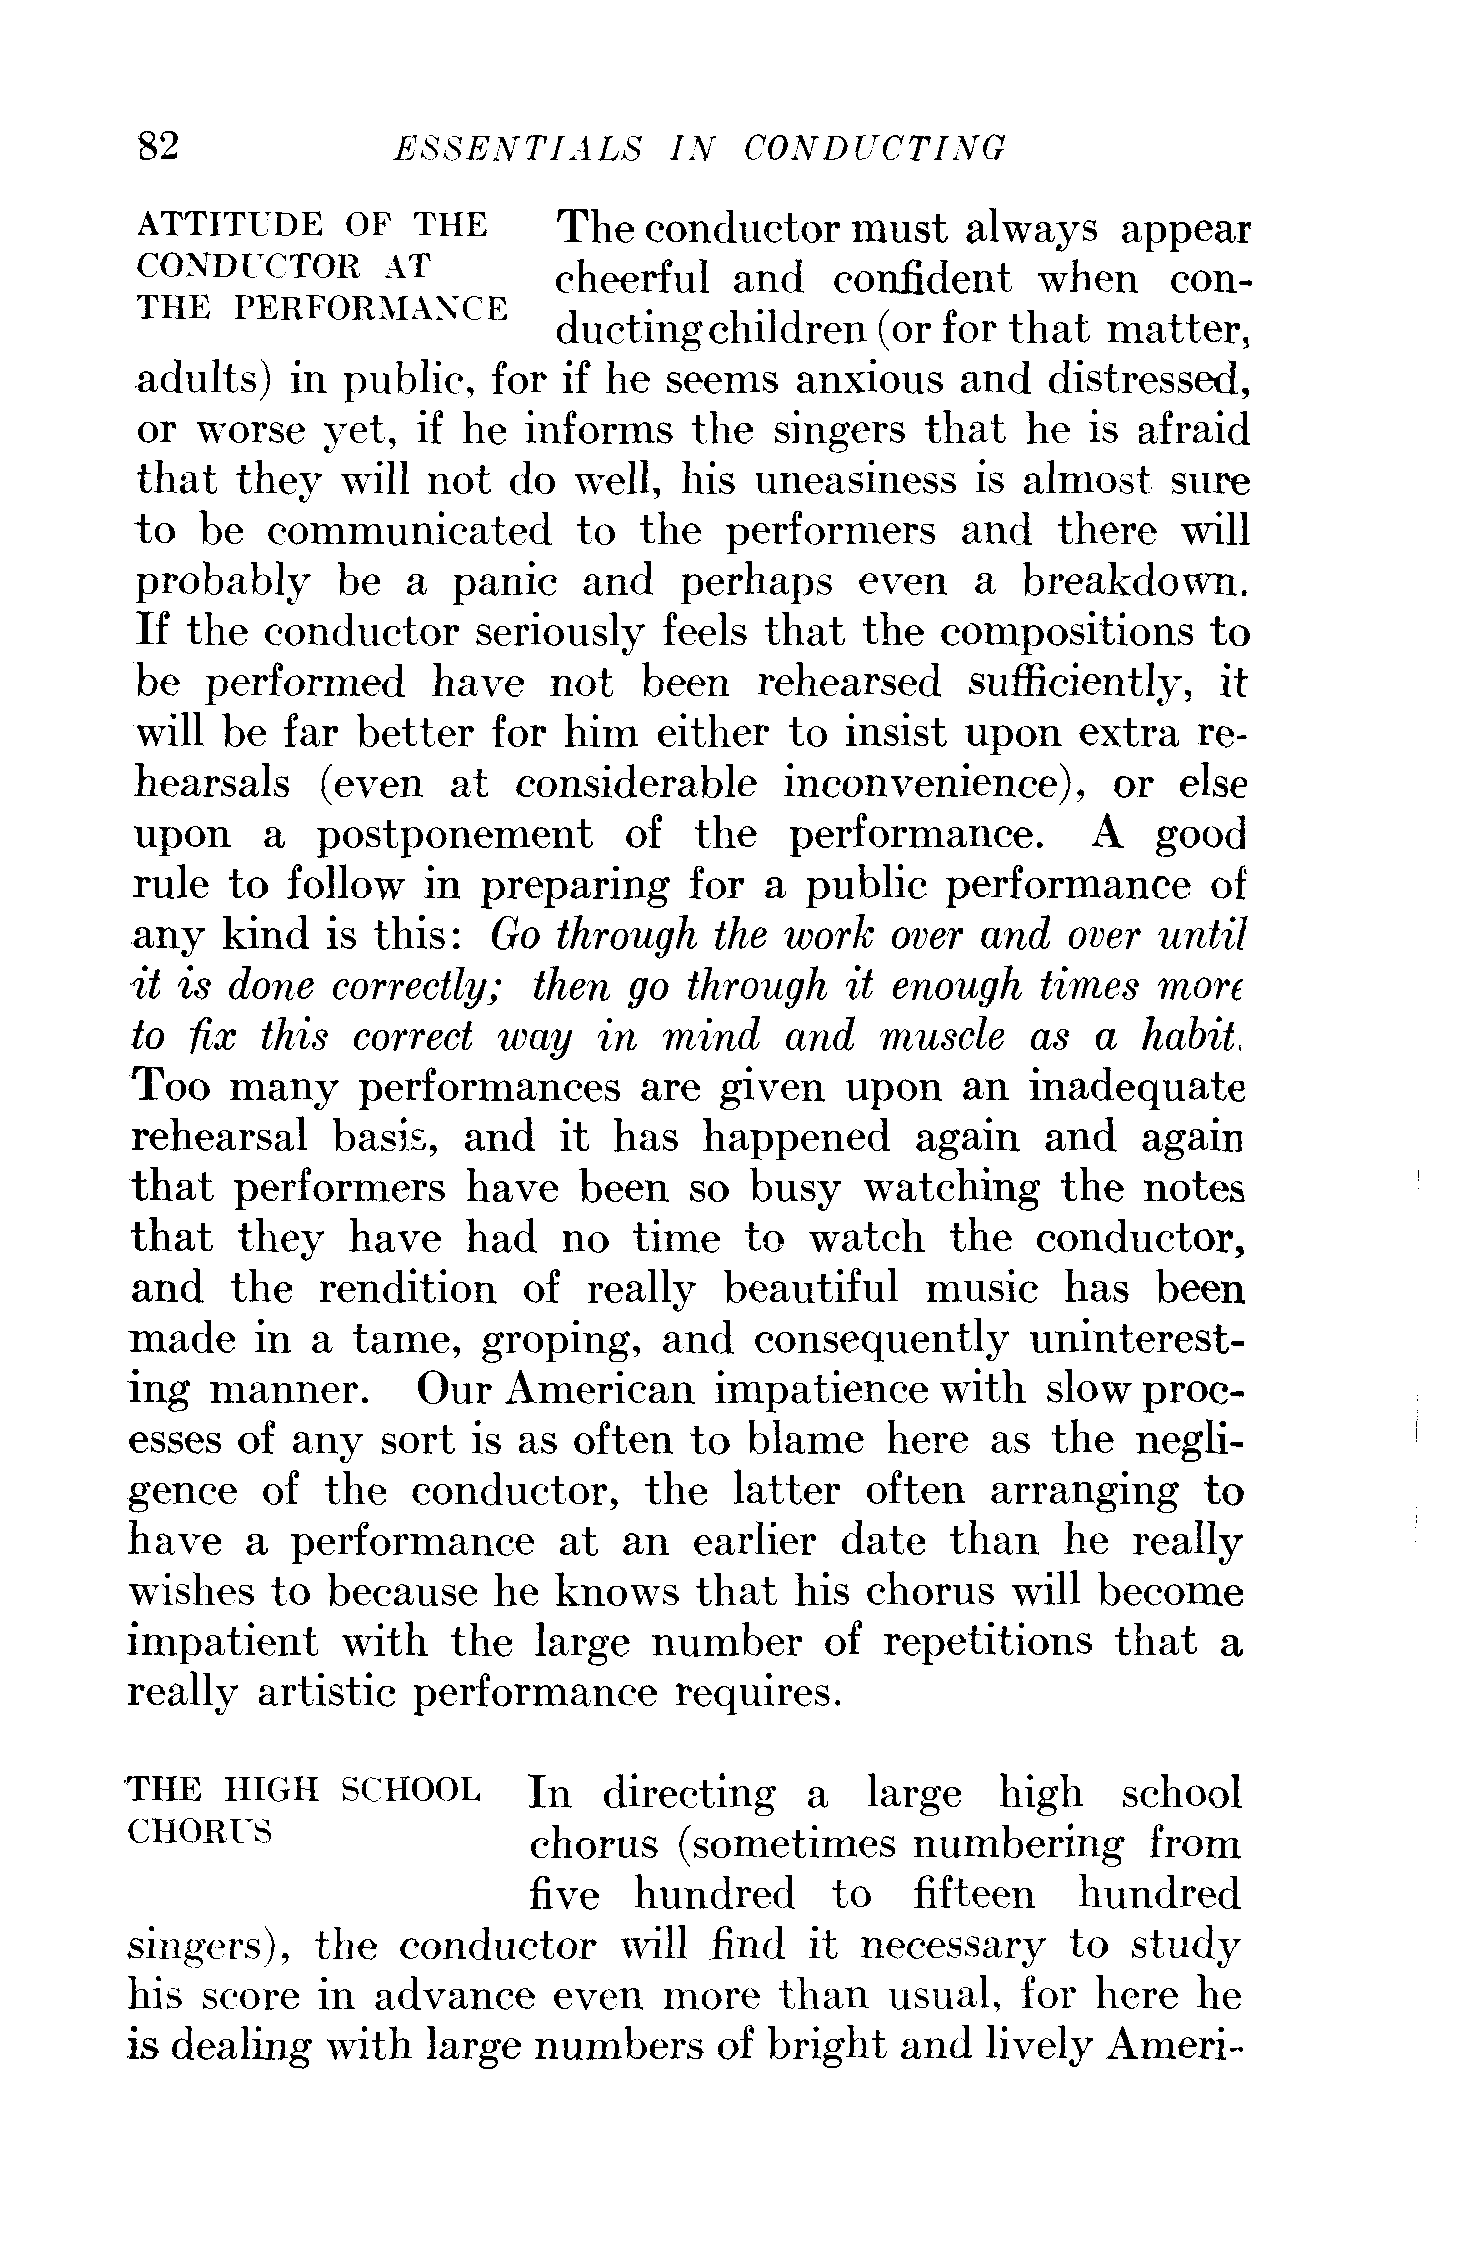 82 ESSENTIALS IN CONDUCTING
ATTITUDE OF THE
CONDUCTOR AT
THE PERFORMANCE
The conductor must always appear
cheerful and confident when con-
ducting children (or for that matter,
adults) in public, for if he seems anxious and distressed,
or worse yet, if he informs the singers that he is afraid
that they will not do well, his uneasiness is almost sure
to be communicated to the performers and there will
probably be a panic and perhaps even a breakdown.
If the conductor seriously feels that the compositions to
be performed have not been rehearsed sufficiently, it
will be far better for him either to insist upon extra re-
hearsals (even at considerable inconvenience), or else
upon a postponement of the performance. A good
rule to follow in preparing for a public performance of
any kind is this: Go through the work over and over until
it is done correctly; then go through it enough times more
to fix this correct way in mind and muscle as a habit.
Too many performances are given upon an inadequate
rehearsal basis, and it has happened again and again
that performers have been so busy watching the notes
that they have had no time to watch the conductor,
and the rendition of really beautiful music has been
made in a tame, groping, and consequently uninterest-
ing manner. Our American impatience with slow proc-
esses of any sort is as often to blame here as the negli-
gence of the conductor, the latter often arranging to
have a performance at an earlier date than he really
wishes to because he knows that his chorus will become
impatient with the large number of repetitions that a
really artistic performance requires.
THE HIGH SCHOOL
CHORUS
In directing a large high school
chorus (sometimes numbering from
five hundred to fifteen hundred
singers), the conductor will find it necessary to study
his score in advance even more than usual, for here he
is dealing with large numbers of bright and lively Ameri-